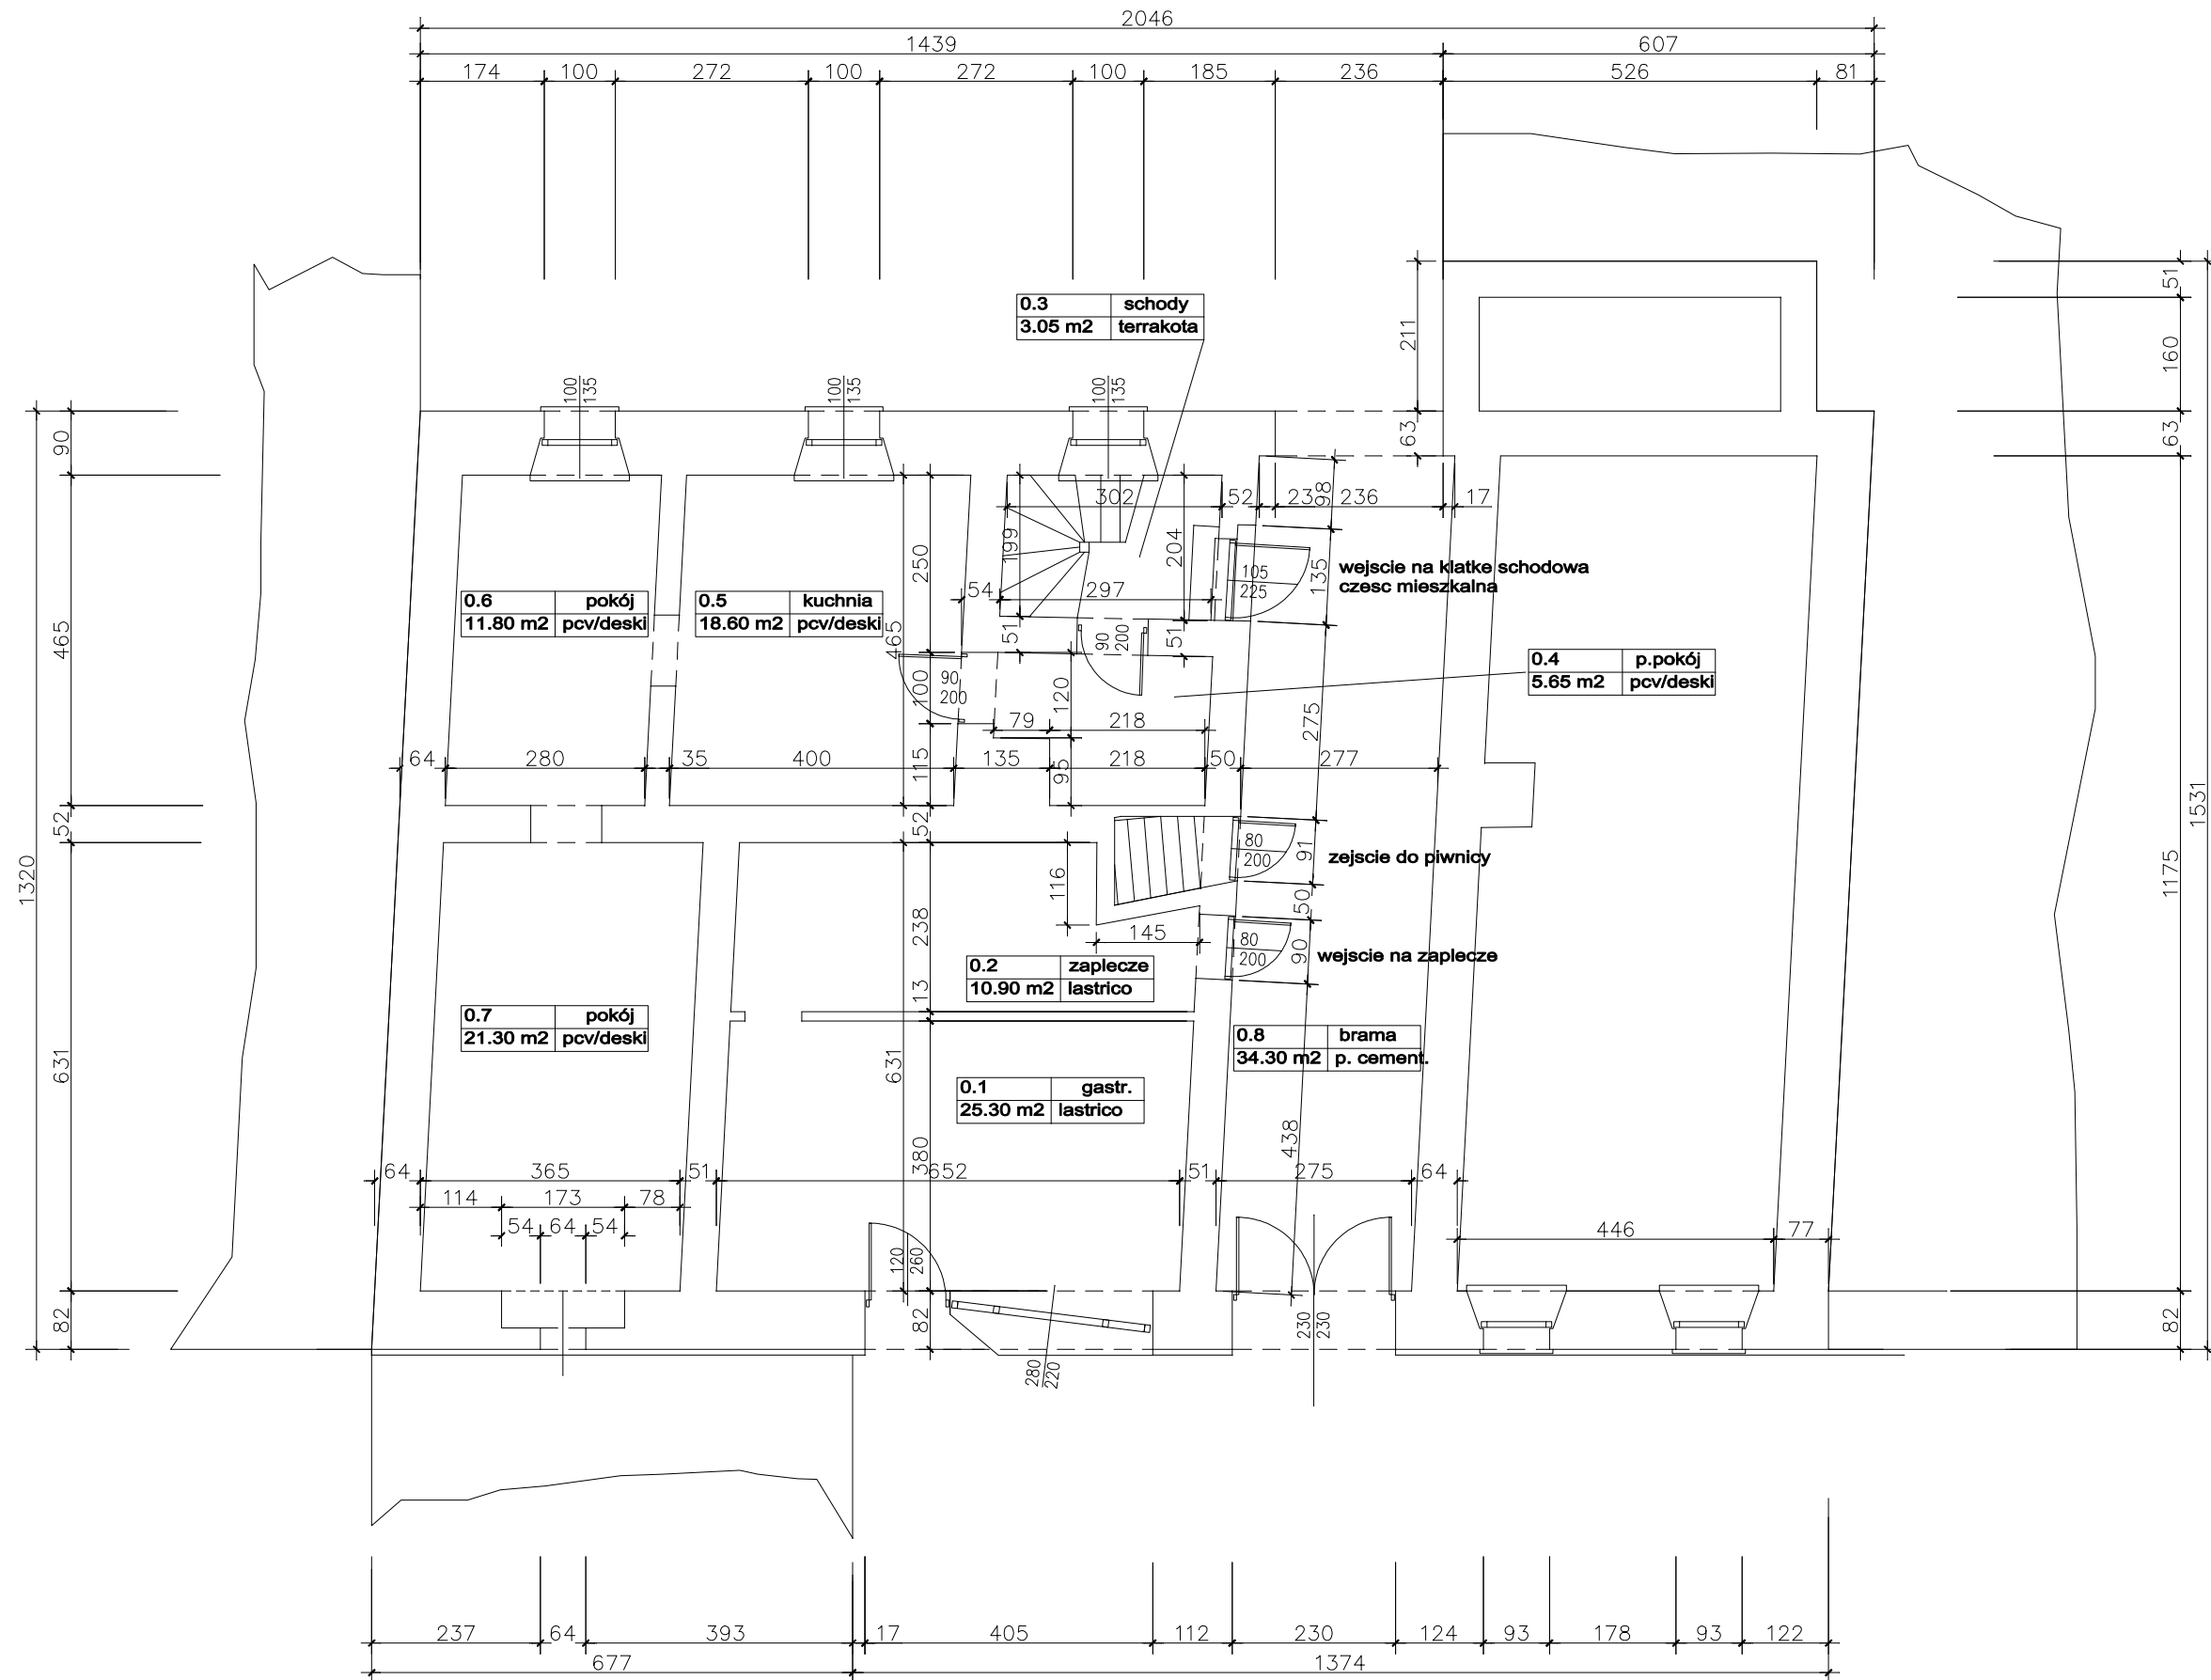 2046
1439 607
174 100 272 100 272 100 185 236 526 81
0.3 schody
3.05 m2 terrakota
211
51
160
63
63
100
135
100
135
100
135
90
465
52
631
82
1320
302 52 23 236 17
98
199
204
250
54 297
105
225
135
wejscie na klatke schodowa
czesc mieszkalna
0.6 pokój
11.80 m2 pcv/deski
0.5 kuchnia
18.60 m2 pcv/deski
465
51
90
200
51
0.4 p.pokój
5.65 m2 pcv/deski
100
90
200
120
79 218
275
64 280 35 400 135 218 50 277
115
95
52
116
80
200
91
zejscie do piwnicy
50
238
145
80
200
90
wejscie na zaplecze
0.2 zaplecze
10.90 m2 lastrico
13
0.7 pokój
21.30 m2 pcv/deski
0.8 brama
34.30 m2 p. cement.
631
0.1 gastr.
25.30 m2 lastrico
438
380
64 365 51 652 51 275 64
114 173 78
54 64 54
446 77
120
260
82
230
230
280
220
1175
1531
82
237 64 393 17 405 112 230 124 93 178 93 122
677 1374